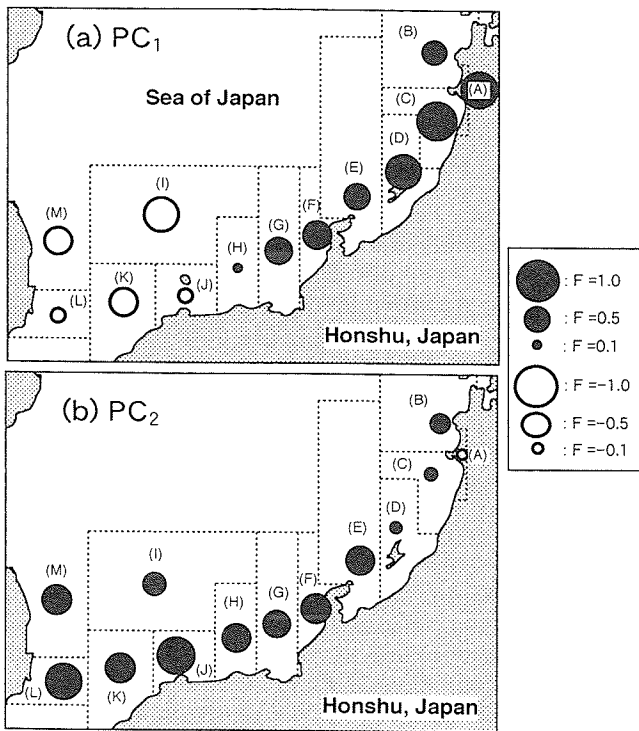 (a) PC1
(B)
(A)
(C)
Sea of Japan
(D)
(I)
(E)
(M)
(F)
(G)
(H)
(K)
(J)
(L)
Honshu, Japan
(b) PC2
(B)
(A)
(C)
(D)
(E)
(I)
(M)
(F)
(G)
(H)
(J)
(L)
(K)
Honshu, Japan
: F =1.0
: F =0.5
: F =0.1
: F=-1.0
: F=-0.5
: F=-0.1